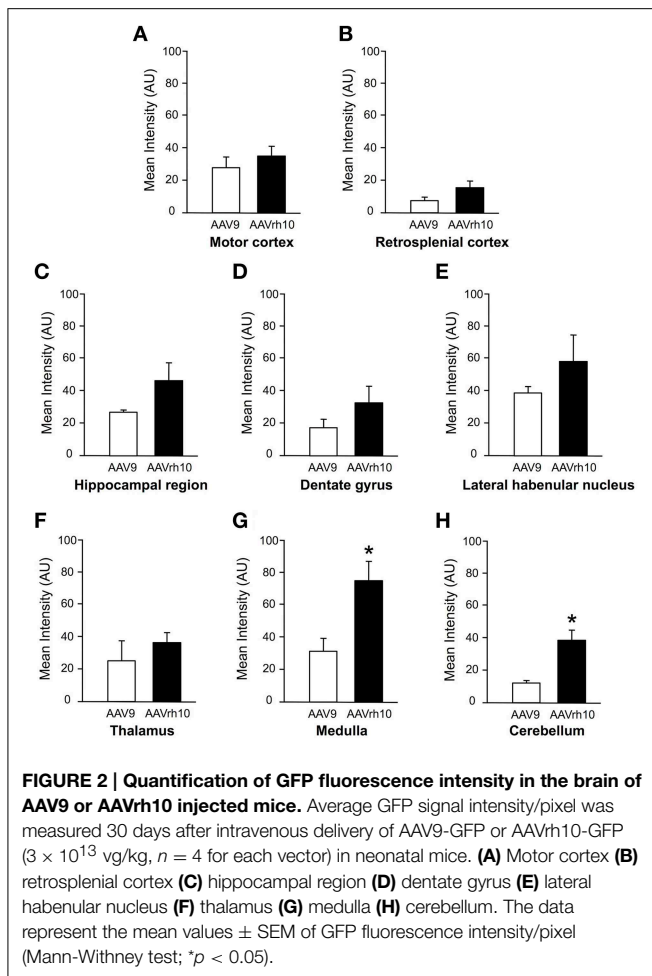 A
B
100
80
60
40
20
0
Mean Intensity (AU)
AAV9 AAVrh10
Motor cortex
100
80
60
40
20
0
Mean Intensity (AU)
AAV9 AAVrh10
Retrosplenial cortex
C
D
E
100
80
60
40
20
0
Mean Intensity (AU)
AAV9 AAVrh10
Hippocampal region
100
80
60
40
20
0
Mean Intensity (AU)
AAV9 AAVrh10
Dentate gyrus
100
80
60
40
20
0
Mean Intensity (AU)
AAV9 AAVrh10
Lateral habenular nucleus
F
G
H
100
80
60
40
20
0
Mean Intensity (AU)
AAV9 AAVrh10
Thalamus
100
80
60
40
20
0
Mean Intensity (AU)
*
AAV9 AAVrh10
Medulla
100
80
60
40
20
0
Mean Intensity (AU)
*
AAV9 AAVrh10
Cerebellum
FIGURE 2 | Quantification of GFP fluorescence intensity in the brain of
AAV9 or AAVrh10 injected mice. Average GFP signal intensity/pixel was
measured 30 days after intravenous delivery of AAV9-GFP or AAVrh10-GFP
(3 × 10¹³ vg/kg, n = 4 for each vector) in neonatal mice. (A) Motor cortex (B)
retrosplenial cortex (C) hippocampal region (D) dentate gyrus (E) lateral
habenular nucleus (F) thalamus (G) medulla (H) cerebellum. The data
represent the mean values ± SEM of GFP fluorescence intensity/pixel
(Mann-Withney test; *p < 0.05).